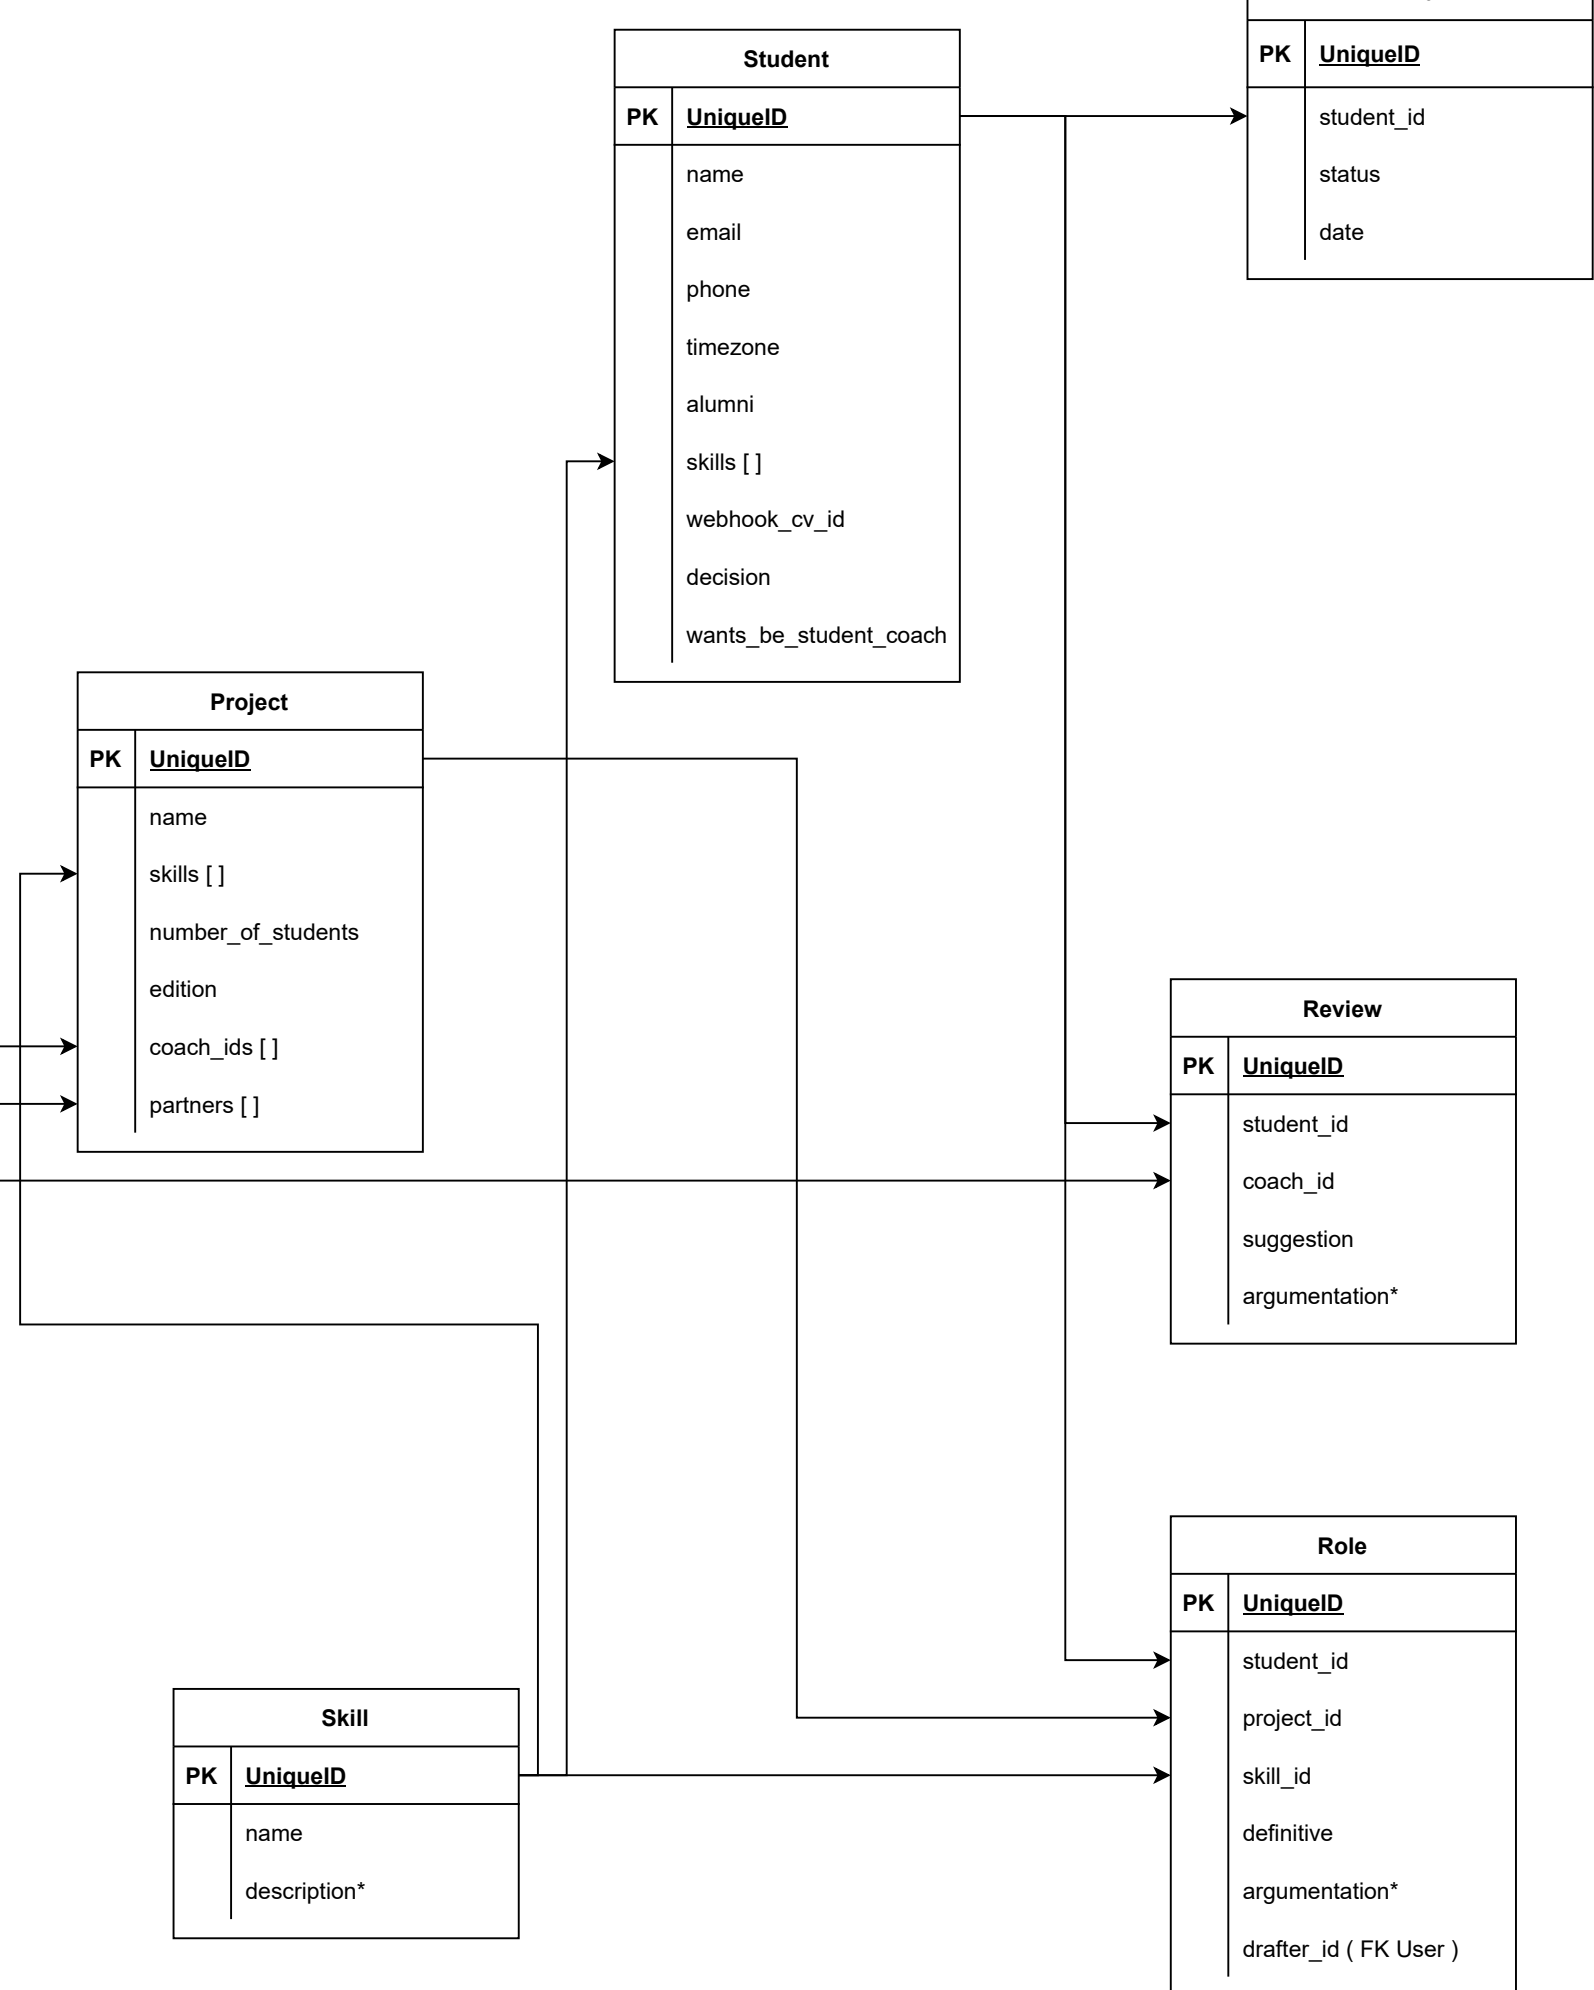 PK UniqueID
student_id
status
date
Student
PK UniqueID
name
email
phone
timezone
alumni
skills [ ]
webhook_cv_id
decision
wants_be_student_coach
Project
PK UniqueID
name
skills [ ]
number_of_students
edition
coach_ids [ ]
partners [ ]
Review
PK UniqueID
student_id
coach_id
suggestion
argumentation*
Role
PK UniqueID
student_id
project_id
skill_id
definitive
argumentation*
drafter_id ( FK User )
Skill
PK UniqueID
name
description*